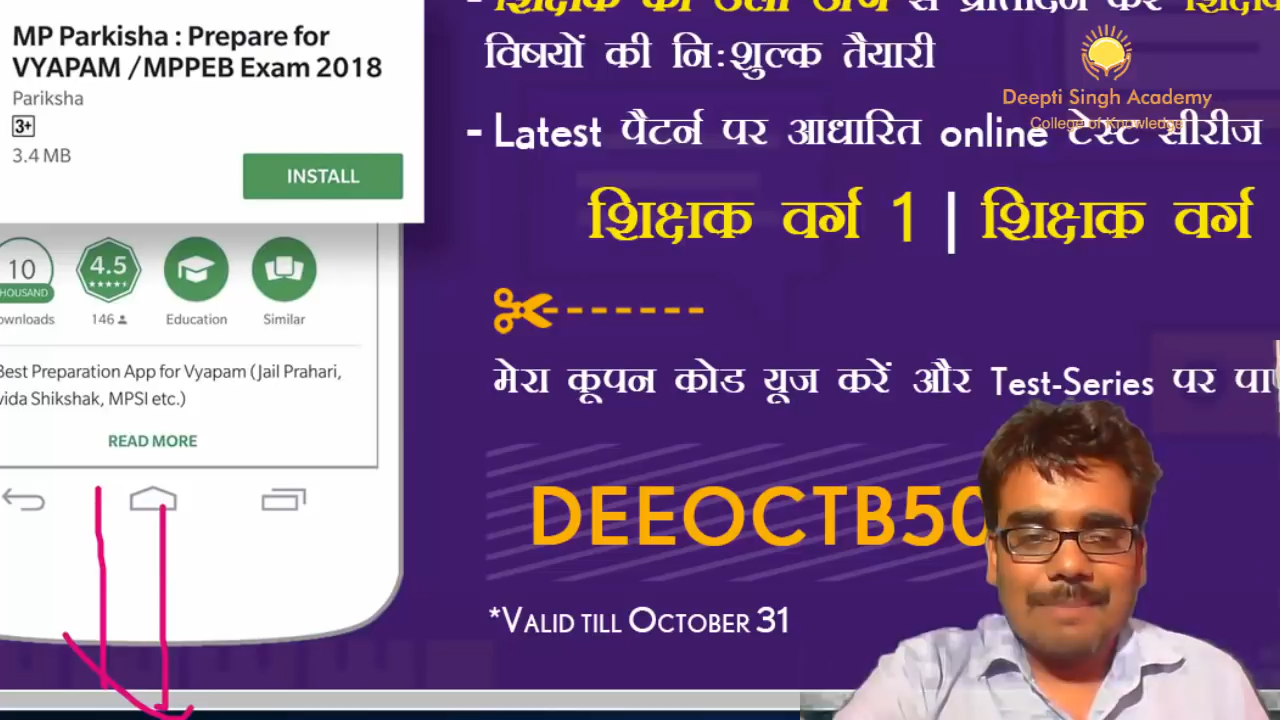 MP Parkisha : Prepare for
VYAPAM /MPPEB Exam 2018
Pariksha
3+
3.4 MB
INSTALL
10
4.5
146
Education
Similar
Best Preparation App for Vyapam (Jail Prahari,
Shikshak, MPSI etc.)
READ MORE
विषयों की नि:शुल्क तैयारी
Deepti Singh Academy
College of Knowledge
- Latest पैटर्न पर आधारित online टेस्ट सीरीज
शिक्षक वर्ग 1 | शिक्षक वर्ग
मेरा कूपन कोड यूज करें और Test-Series पर
DEEOCTB50
*VALID TILL OCTOBER 31